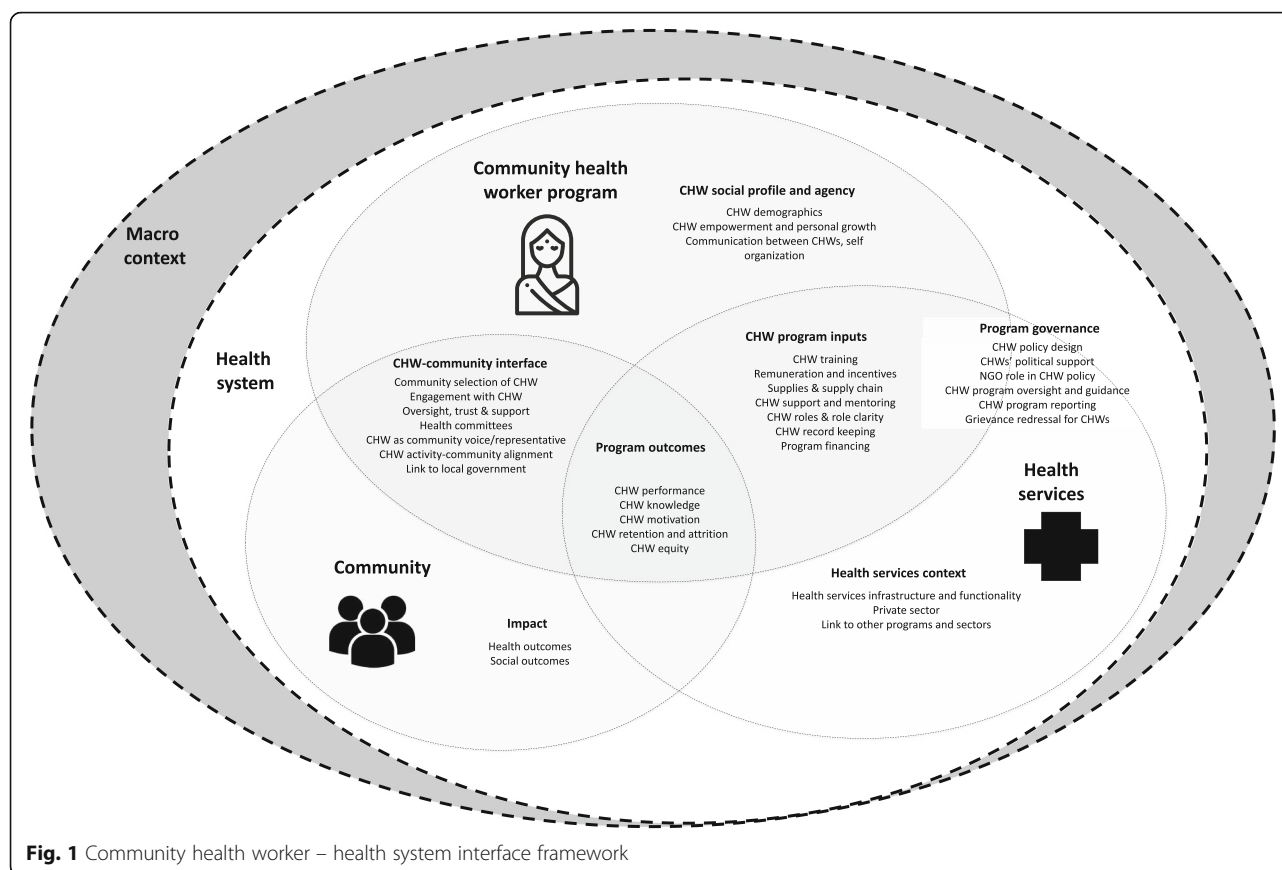 Macro
context
Health
system
Community health
worker program
CHW social profile and agency
CHW demographics
CHW empowerment and personal growth
Communication between CHWs, self
organization
CHW-community interface
Community selection of CHW
Engagement with CHW
Oversight, trust & support
Health committees
CHW as community voice/representative
CHW activity-community alignment
Link to local government
CHW program inputs
CHW training
Remuneration and incentives
Supplies & supply chain
CHW support and mentoring
CHW roles & role clarity
CHW record keeping
Program financing
Program governance
CHW policy design
CHWs' political support
NGO role in CHW policy
CHW program oversight and guidance
CHW program reporting
Grievance redressal for CHWs
Program outcomes
CHW performance
CHW knowledge
CHW motivation
CHW retention and attrition
CHW equity
Health
services
Health services context
Health services infrastructure and functionality
Private sector
Link to other programs and sectors
Community
Impact
Health outcomes
Social outcomes
Fig. 1 Community health worker – health system interface framework